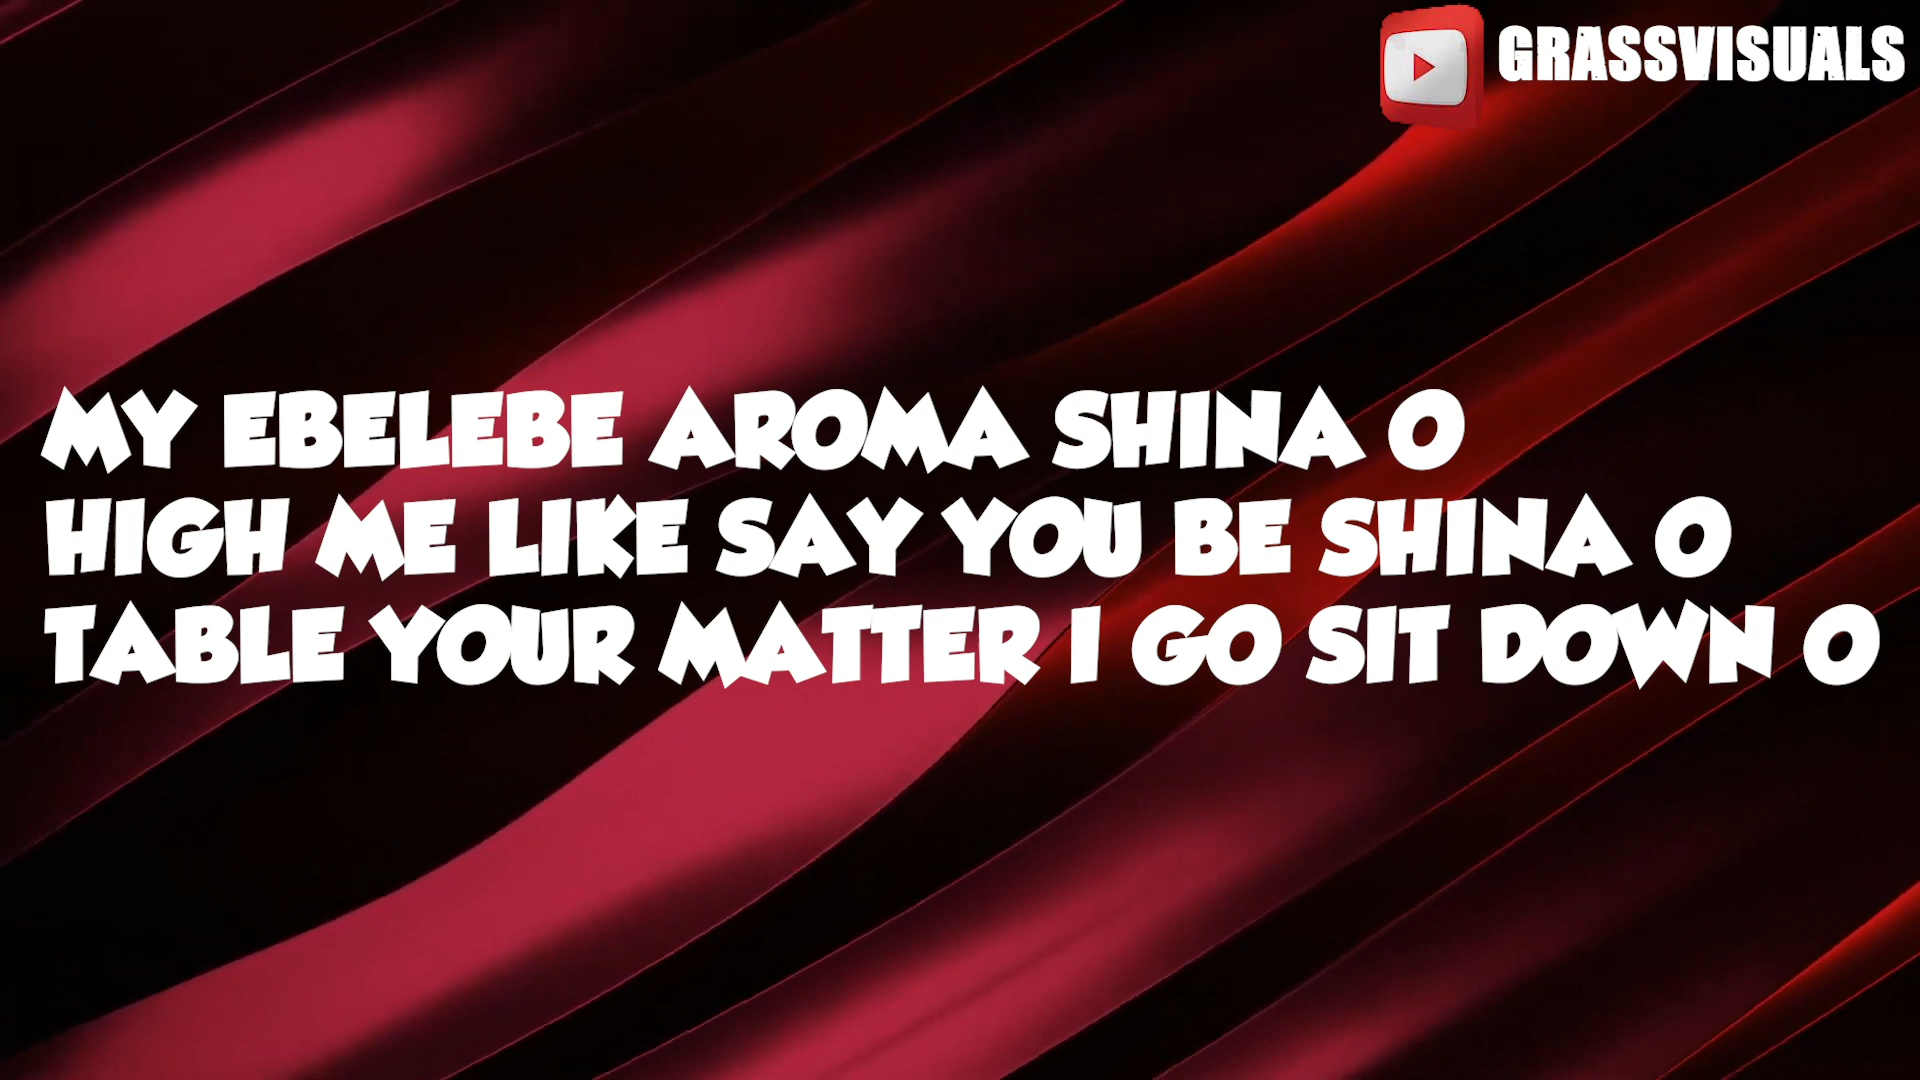 GRASSVISUALS
MY EBELEBE AROMA SHINA O
HIGH ME LIKE SAY YOU BE SHINA O
TABLE YOUR MATTER I GO SIT DOWN O